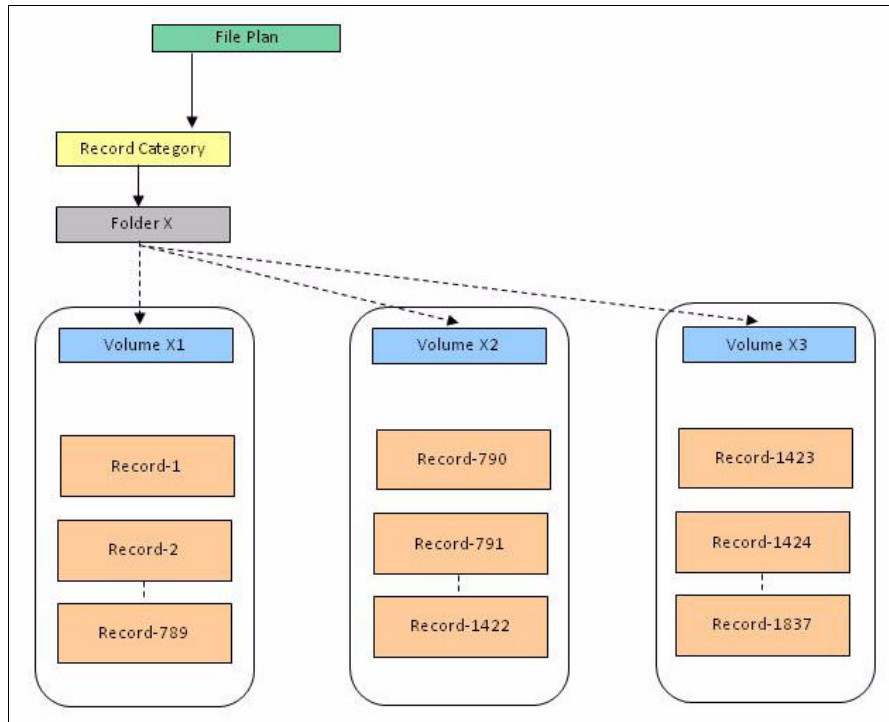 File Plan
Record Category
Folder X
Volume X1
Record-1
Record-2
Record-789
Volume X2
Record-790
Record-791
Record-1422
Volume X3
Record-1423
Record-1424
Record-1837